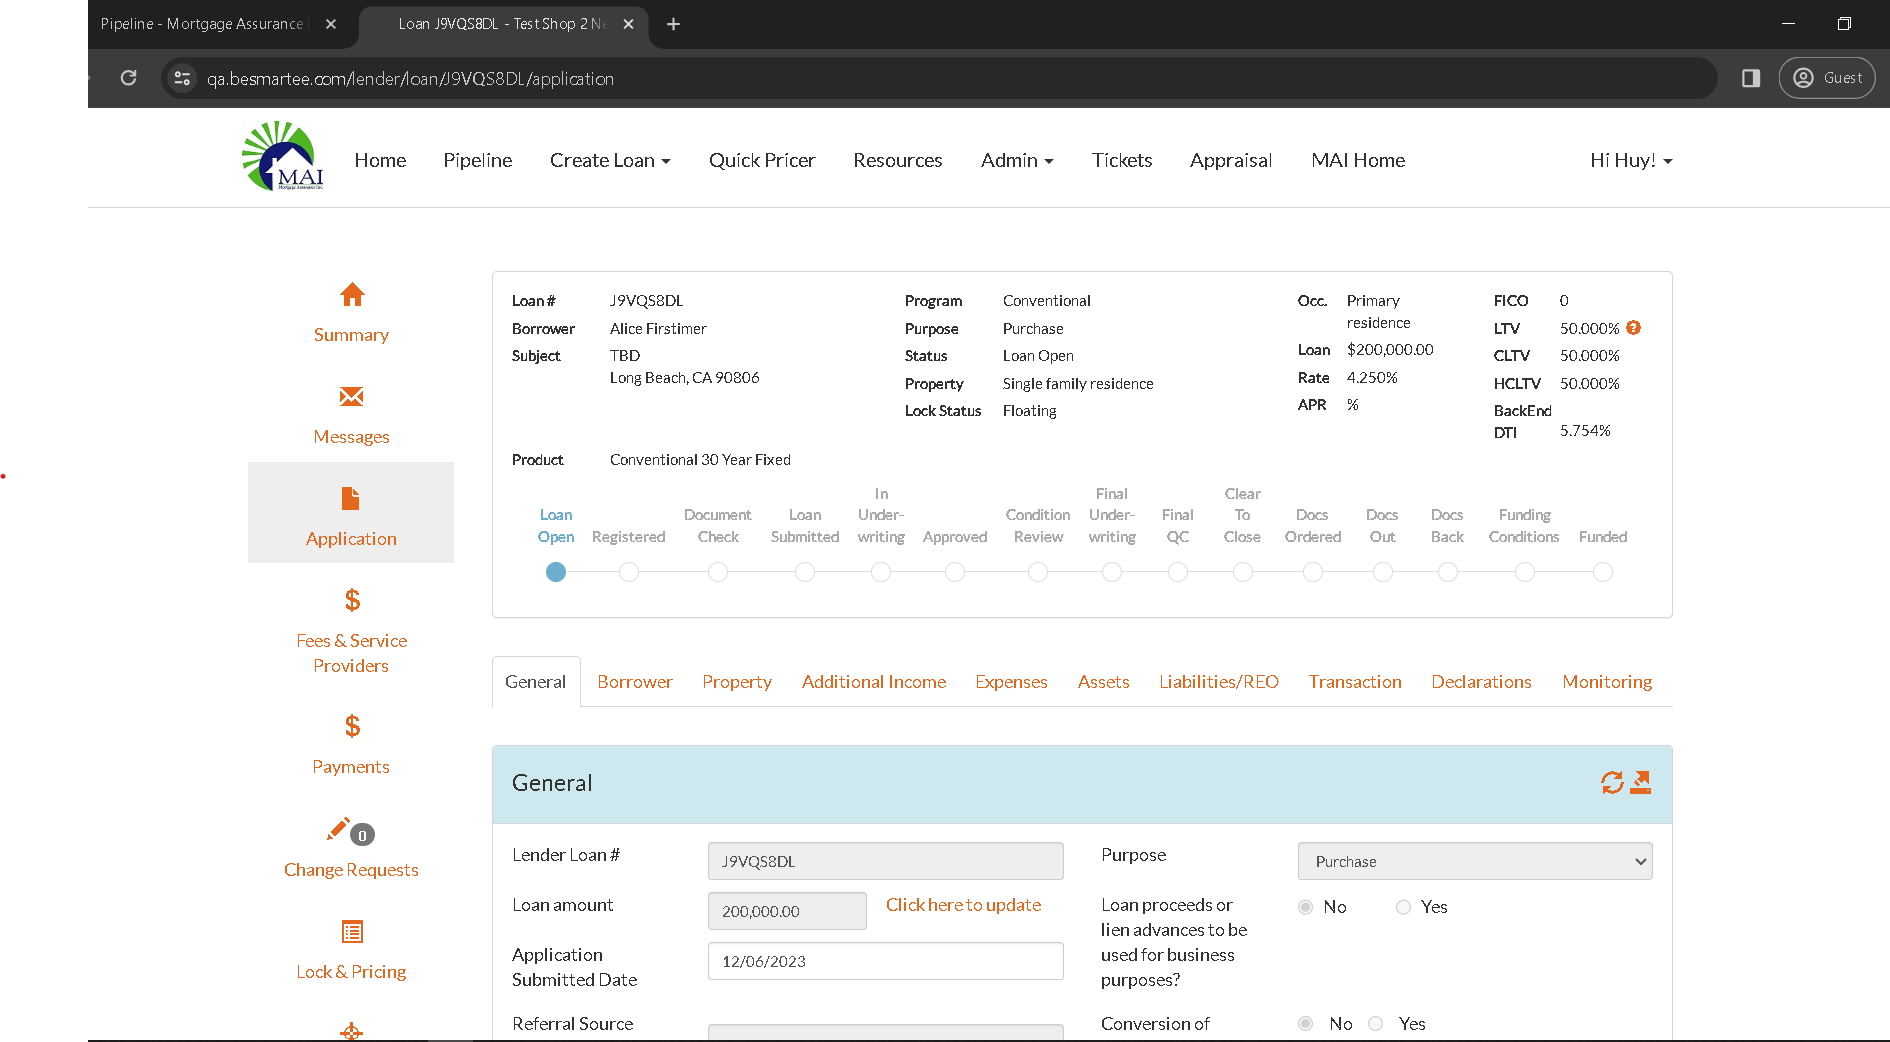 Pipeline - Mortgage Assurance
Loan J9VQS8DL - Test Shop 2 Ne
qa.besmartee.com/lender/loan/J9VQS8DL/application
Guest
MAI
Mortgage Assurance Inc.
Home
Pipeline
Create Loan
Quick Pricer
Resources
Admin
Tickets
Appraisal
MAI Home
Hi Huy!
Summary
Messages
Application
$
Fees & Service
Providers
$
Payments
0
Change Requests
Lock & Pricing
Loan # J9VQS8DL
Borrower Alice Firstimer
Subject TBD
Long Beach, CA 90806
Program Conventional
Purpose Purchase
Status Loan Open
Property Single family residence
Lock Status Floating
Occ. Primary
residence
Loan $200,000.00
Rate 4.250%
APR %
FICO 0
LTV 50.000% ?
CLTV 50.000%
HCLTV 50.000%
BackEnd
DTI 5.754%
Product Conventional 30 Year Fixed
Loan
Open
Registered
Document
Check
Loan
Submitted
In
Under-
writing
Approved
Condition
Review
Final
Under-
writing
Final
QC
Clear
To
Close
Docs
Ordered
Docs
Out
Docs
Back
Funding
Conditions
Funded
General
Borrower
Property
Additional Income
Expenses
Assets
Liabilities/REO
Transaction
Declarations
Monitoring
General
Lender Loan # J9VQS8DL
Loan amount 200,000.00 Click here to update
Application
Submitted Date
12/06/2023
Referral Source
Purpose Purchase
Loan proceeds or
lien advances to be
used for business
purposes?
No Yes
Conversion of No Yes